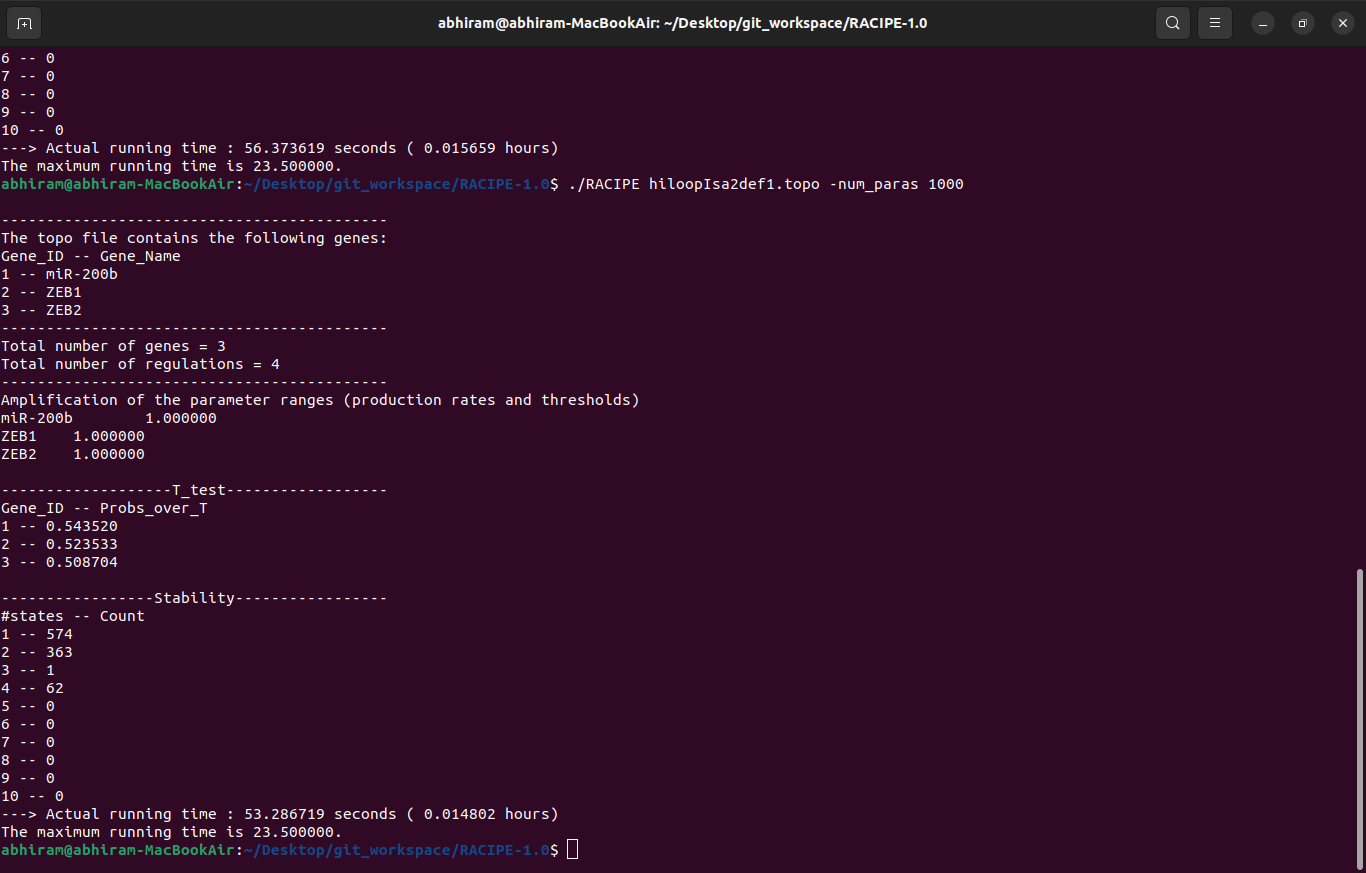 abhiram@abhiram-MacBookAir: ~/Desktop/git_workspace/RACIPE-1.0
6 -- 0
7 -- 0
8 -- 0
9 -- 0
10 -- 0
---> Actual running time : 56.373619 seconds ( 0.015659 hours)
The maximum running time is 23.500000.
abhiram@abhiram-MacBookAir:~/Desktop/git_workspace/RACIPE-1.0$ ./RACIPE hiloopIsa2def1.topo -num_paras 1000
-------------------------------------------
The topo file contains the following genes:
Gene_ID -- Gene_Name
1 -- miR-200b
2 -- ZEB1
3 -- ZEB2
-------------------------------------------
Total number of genes = 3
Total number of regulations = 4
-------------------------------------------
Amplification of the parameter ranges (production rates and thresholds)
miR-200b        1.000000
ZEB1    1.000000
ZEB2    1.000000
-------------------T_test------------------
Gene_ID -- Probs_over_T
1 -- 0.543520
2 -- 0.523533
3 -- 0.508704
-----------------Stability-----------------
#states -- Count
1 -- 574
2 -- 363
3 -- 1
4 -- 62
5 -- 0
6 -- 0
7 -- 0
8 -- 0
9 -- 0
10 -- 0
---> Actual running time : 53.286719 seconds ( 0.014802 hours)
The maximum running time is 23.500000.
abhiram@abhiram-MacBookAir:~/Desktop/git_workspace/RACIPE-1.0$